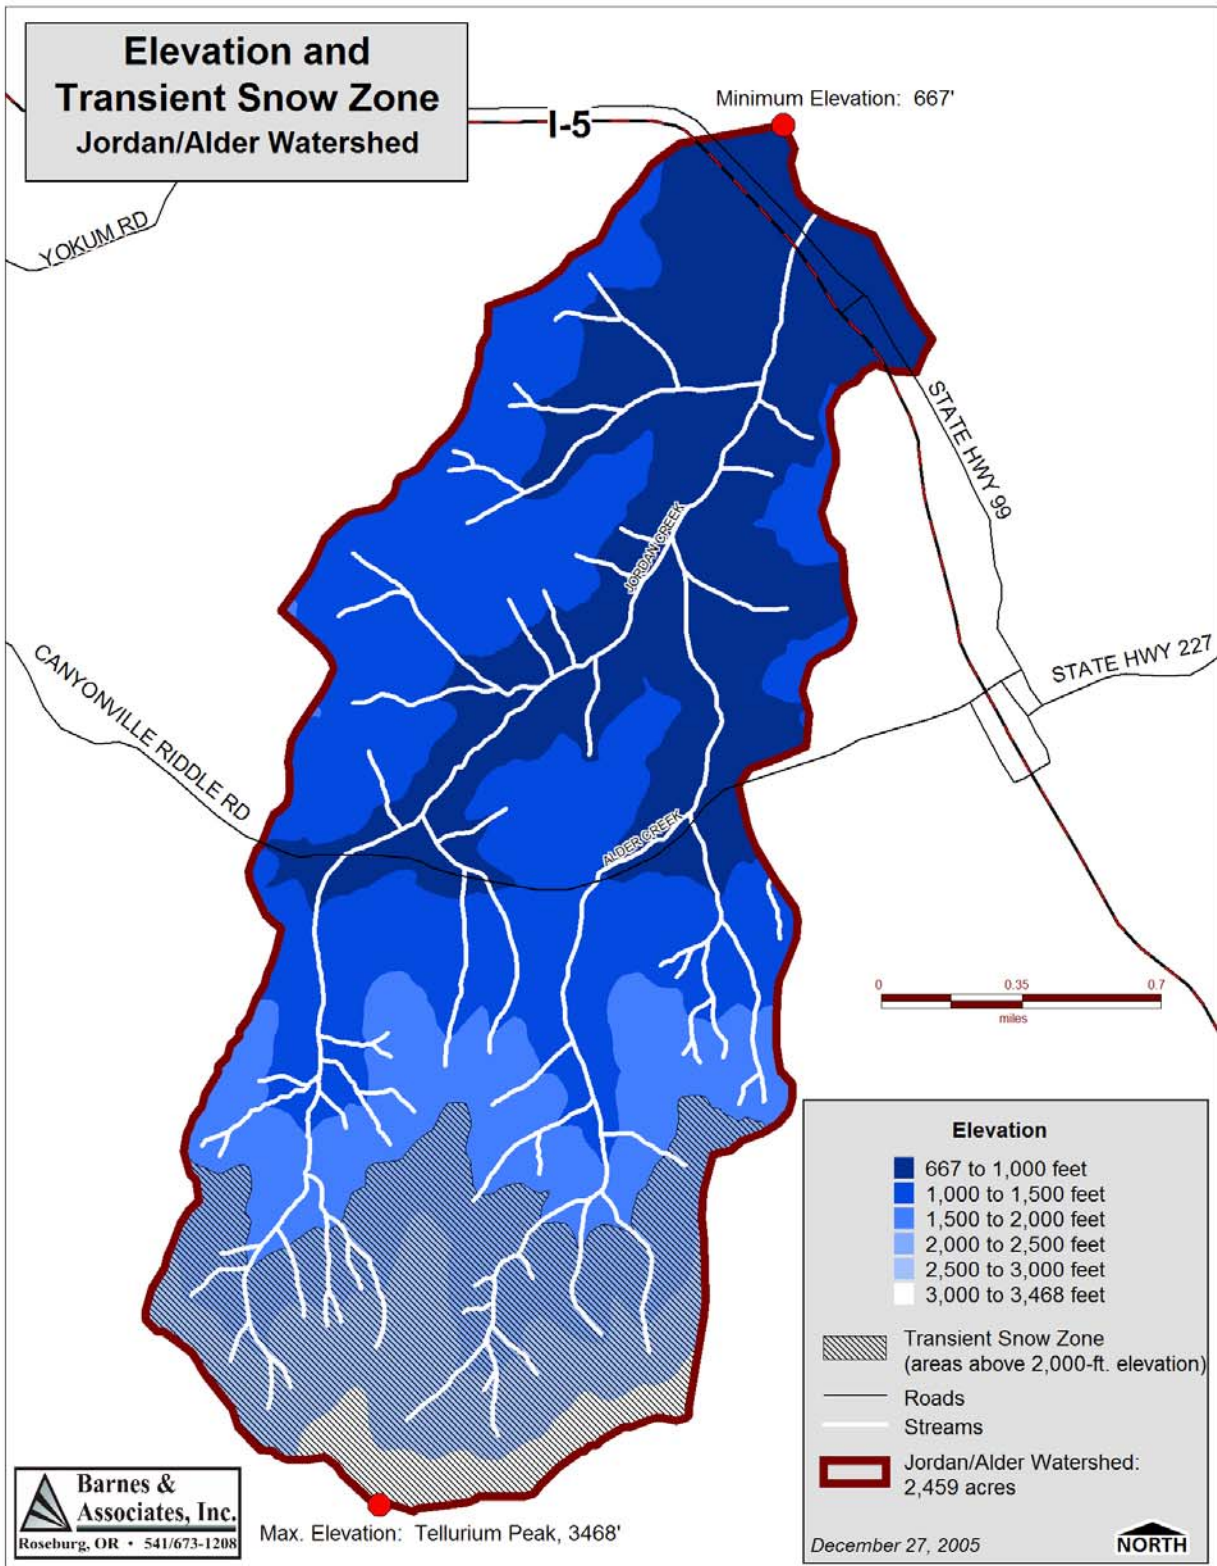 Elevation and
Transient Snow Zone
Jordan/Alder Watershed
Minimum Elevation: 667'
I-5
YOKUM RD
STATE HWY 99
JORDAN CREEK
STATE HWY 227
CANYONVILLE RIDDLE RD
ALDER CREEK
0 0.35 0.7
miles
Elevation
667 to 1,000 feet
1,000 to 1,500 feet
1,500 to 2,000 feet
2,000 to 2,500 feet
2,500 to 3,000 feet
3,000 to 3,468 feet
Transient Snow Zone
(areas above 2,000-ft. elevation)
Roads
Streams
Jordan/Alder Watershed:
2,459 acres
December 27, 2005
NORTH
Barnes &
Associates, Inc.
Roseburg, OR • 541/673-1208
Max. Elevation: Tellurium Peak, 3468'